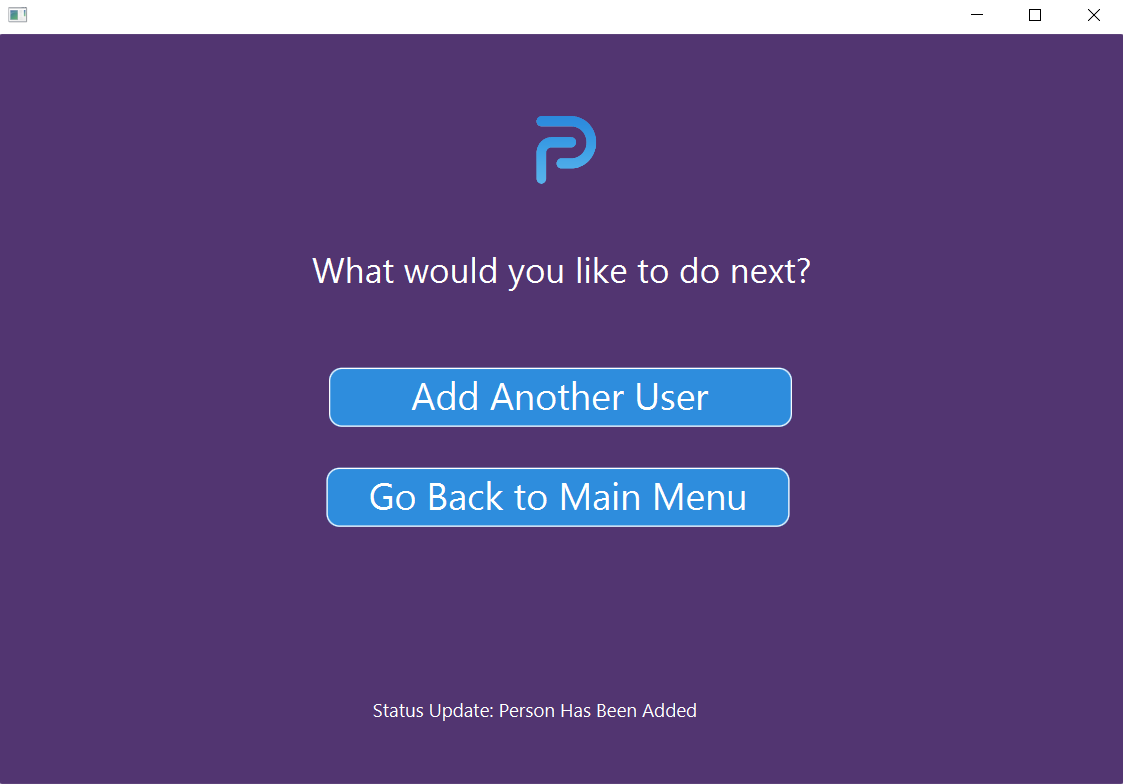 What would you like to do next?
Add Another User
Go Back to Main Menu
Status Update: Person Has Been Added